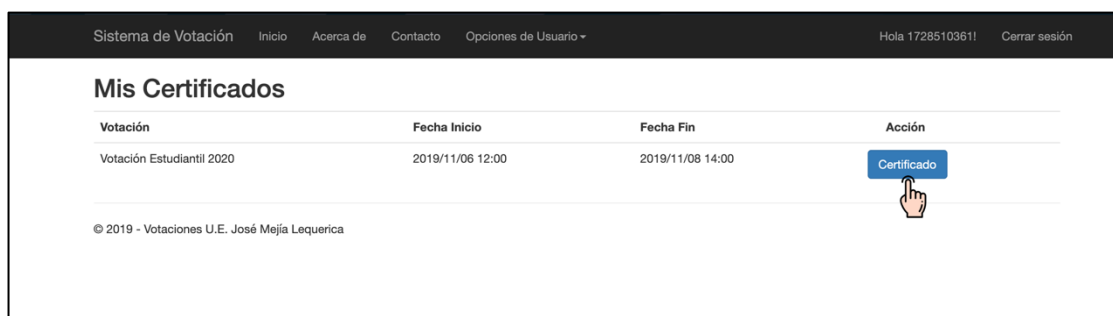 Sistema de Votación Inicio Acerca de Contacto Opciones de Usuario Hola 1728510361! Cerrar sesión
Mis Certificados
Votación Fecha Inicio Fecha Fin Acción
Votación Estudiantil 2020 2019/11/06 12:00 2019/11/08 14:00 Certificado
© 2019 - Votaciones U.E. José Mejía Lequerica